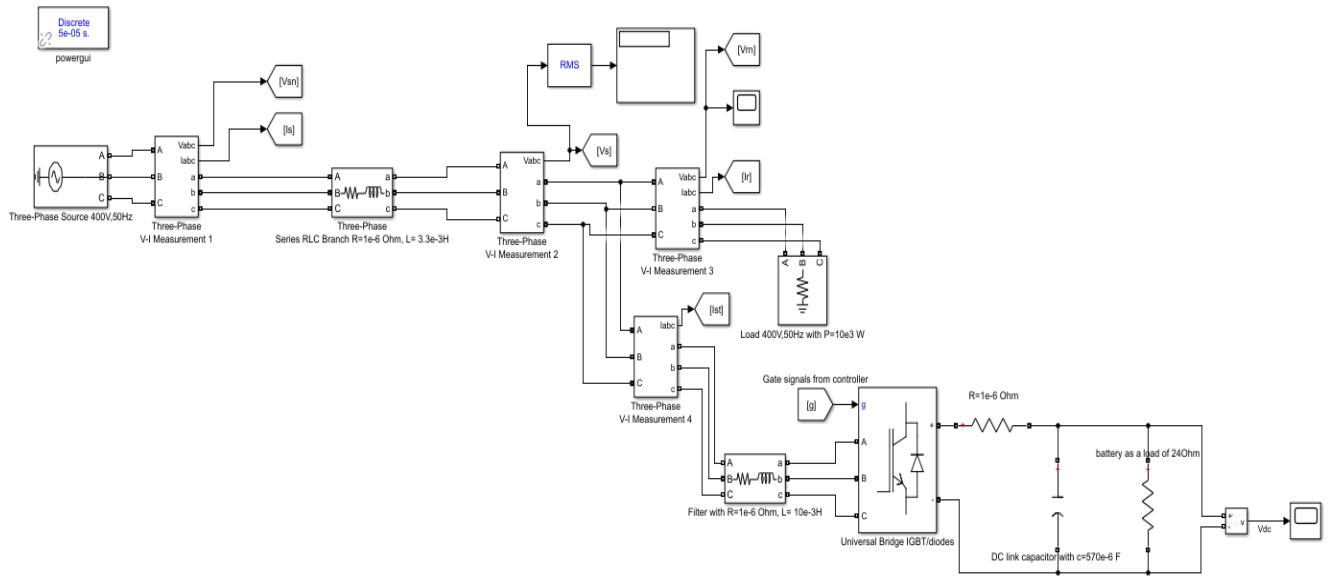 Discrete
5e-05 s.
powergui
[Vsn]
[Is]
RMS
[Vm]
[Vs]
[Ir]
A
B
C
Three-Phase Source 400V,50Hz
A
B
C
Vabc
Iabc
a
b
c
Three-Phase
V-I Measurement 1
A
B
C
a
b
c
Three-Phase
Series RLC Branch R=1e-6 Ohm, L= 3.3e-3H
A
B
C
Vabc
a
b
c
Three-Phase
V-I Measurement 2
A
B
C
Vabc
Iabc
a
b
c
Three-Phase
V-I Measurement 3
A
B
C
Load 400V,50Hz with P=10e3 W
[Ist]
A
B
C
Iabc
a
b
c
Three-Phase
V-I Measurement 4
Gate signals from controller
[g]
g
A
B
C
+
-
Universal Bridge IGBT/diodes
A
B
C
a
b
c
Filter with R=1e-6 Ohm, L= 10e-3H
R=1e-6 Ohm
+
battery as a load of 24Ohm
+
+
DC link capacitor with c=570e-6 F
+
-
v
Vdc